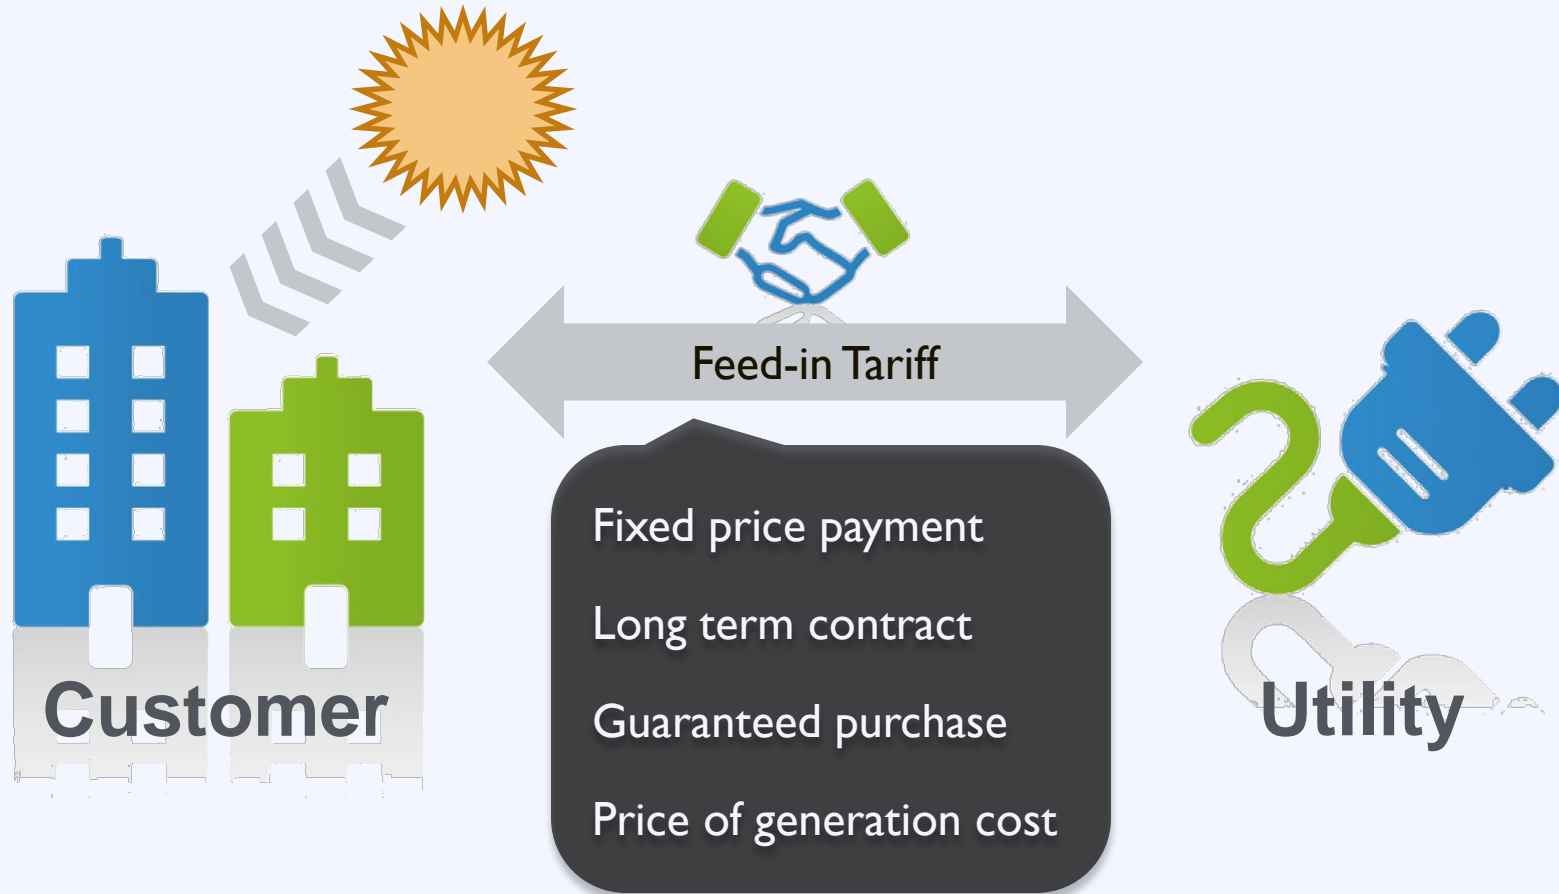 Feed-in Tariff
Fixed price payment
Long term contract
Guaranteed purchase
Price of generation cost
Customer
Utility